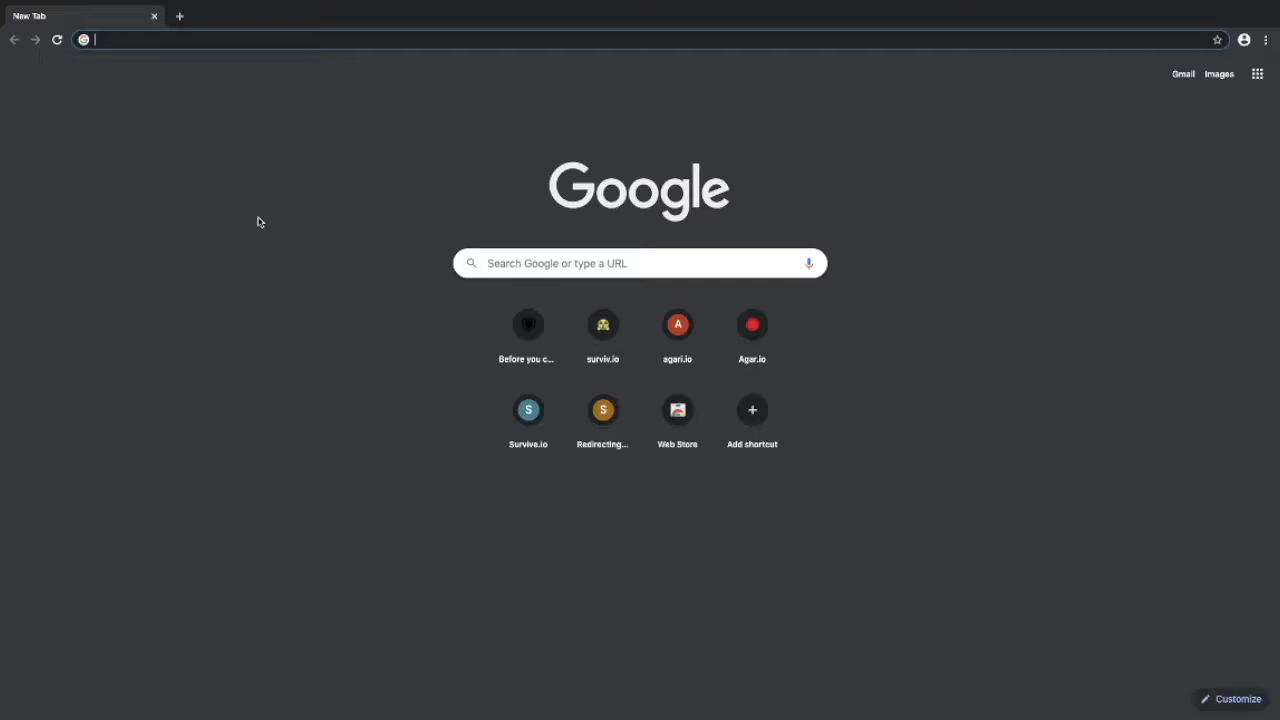 New Tab
Gmail Images
Google
Search Google or type a URL
A
Before you c... surviv.io agari.io Agar.io
S S
Survive.io Redirecting... Web Store Add shortcut
Customize